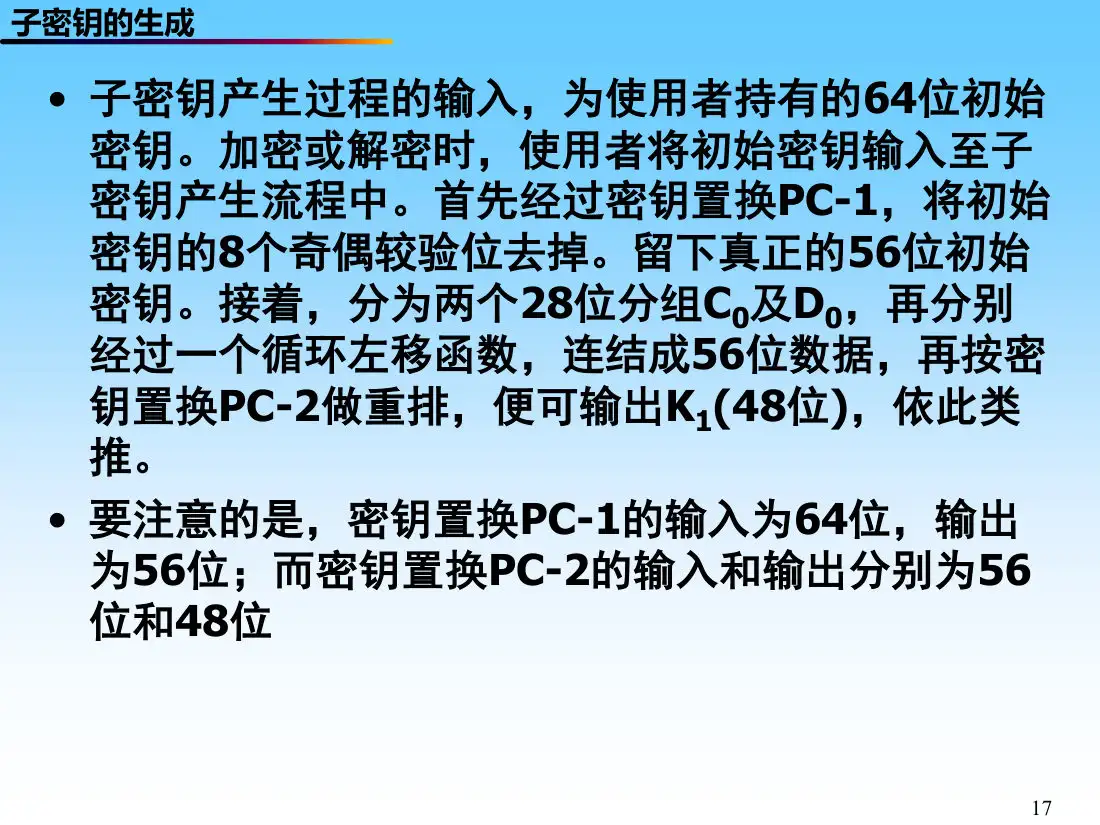 子密钥的生成
• 子密钥产生过程的输入，为使用者持有的64位初始
密钥。加密或解密时，使用者将初始密钥输入至子
密钥产生流程中。首先经过密钥置换PC-1，将初始
密钥的8个奇偶较验位去掉。留下真正的56位初始
密钥。接着，分为两个28位分组C₀及D₀，再分别
经过一个循环左移函数，连结成56位数据，再按密
钥置换PC-2做重排，便可输出K₁(48位)，依此类
推。
• 要注意的是，密钥置换PC-1的输入为64位，输出
为56位；而密钥置换PC-2的输入和输出分别为56
位和48位
17